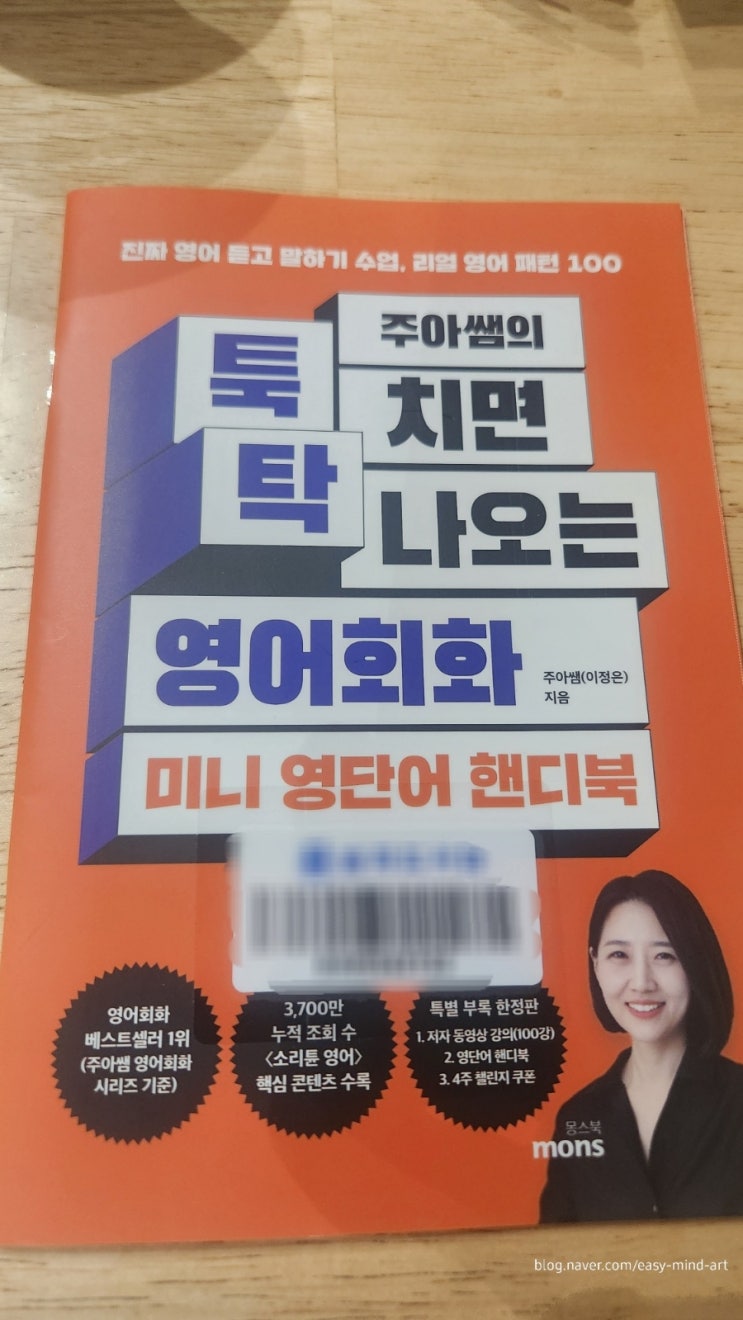 진짜 영어 듣고 말하기 수업, 리얼 영어 패턴 100
주아쌤의
툭 치면
탁 나오는
영어회화
주아쌤(이정은)
지음
미니 영단어 핸디북
영어회화
베스트셀러 1위
(주아쌤 영어회화
시리즈 기준)
3,700만
누적 조회 수
〈소리튠 영어〉
핵심 콘텐츠 수록
특별 부록 한정판
1. 저자 동영상 강의(100강)
2. 영단어 핸디북
3. 4주 챌린지 쿠폰
몽스북
mons
blog.naver.com/easy-mind-art